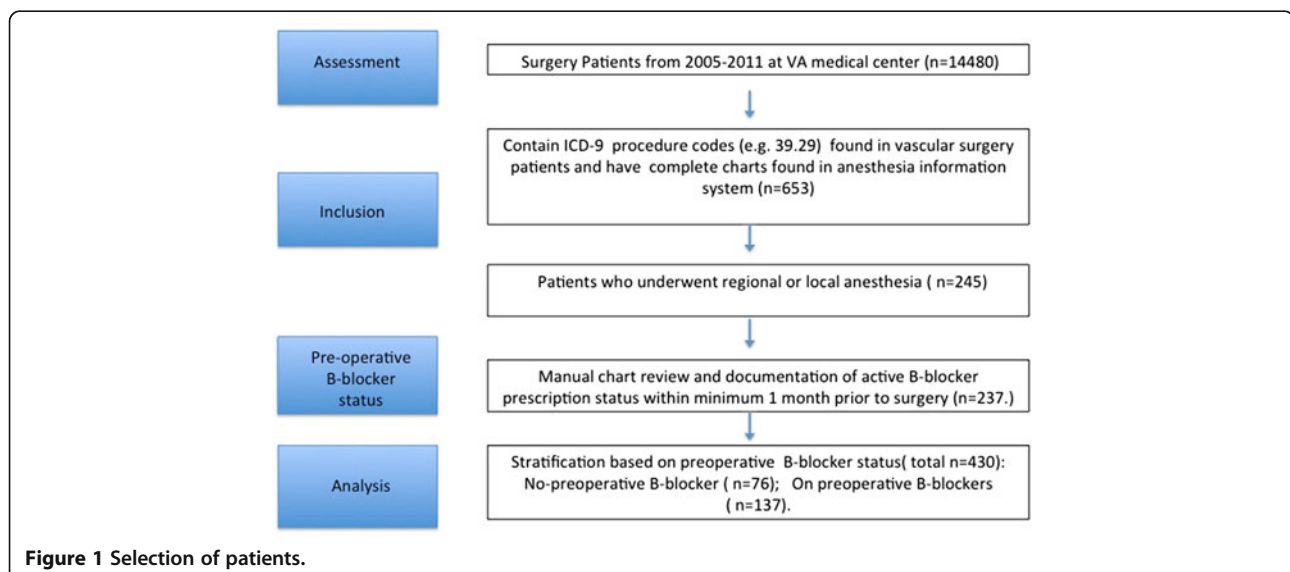 Assessment
Surgery Patients from 2005-2011 at VA medical center (n=14480)
Inclusion
Contain ICD-9 procedure codes (e.g. 39.29) found in vascular surgery
patients and have complete charts found in anesthesia information
system (n=653)
Patients who underwent regional or local anesthesia ( n=245)
Pre-operative
B-blocker
status
Manual chart review and documentation of active B-blocker
prescription status within minimum 1 month prior to surgery (n=237.)
Analysis
Stratification based on preoperative B-blocker status( total n=430):
No-preoperative B-blocker ( n=76); On preoperative B-blockers
( n=137).
Figure 1 Selection of patients.